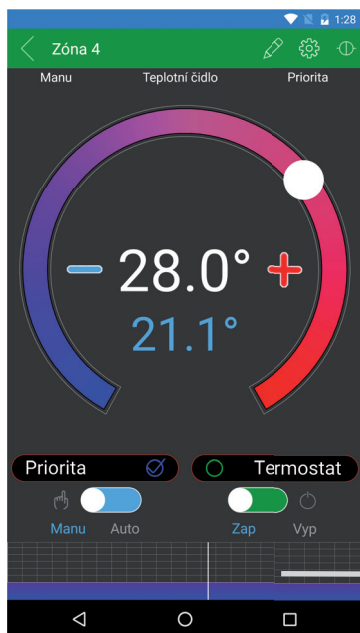 1:28
Zóna 4
Manu Teplotní čidlo Priorita
28.0°
21.1°
Priorita Termostat
Manu Auto Zap Vyp